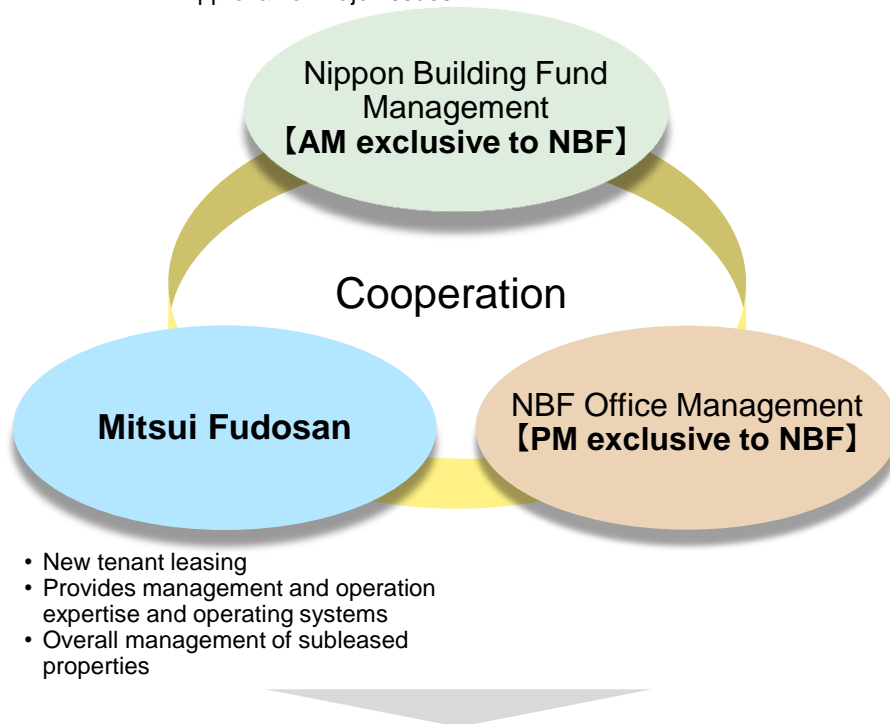 Nippon Building Fund
Management
【AM exclusive to NBF】
Cooperation
Mitsui Fudosan
NBF Office Management
【PM exclusive to NBF】
• New tenant leasing
• Provides management and operation
expertise and operating systems
• Overall management of subleased
properties